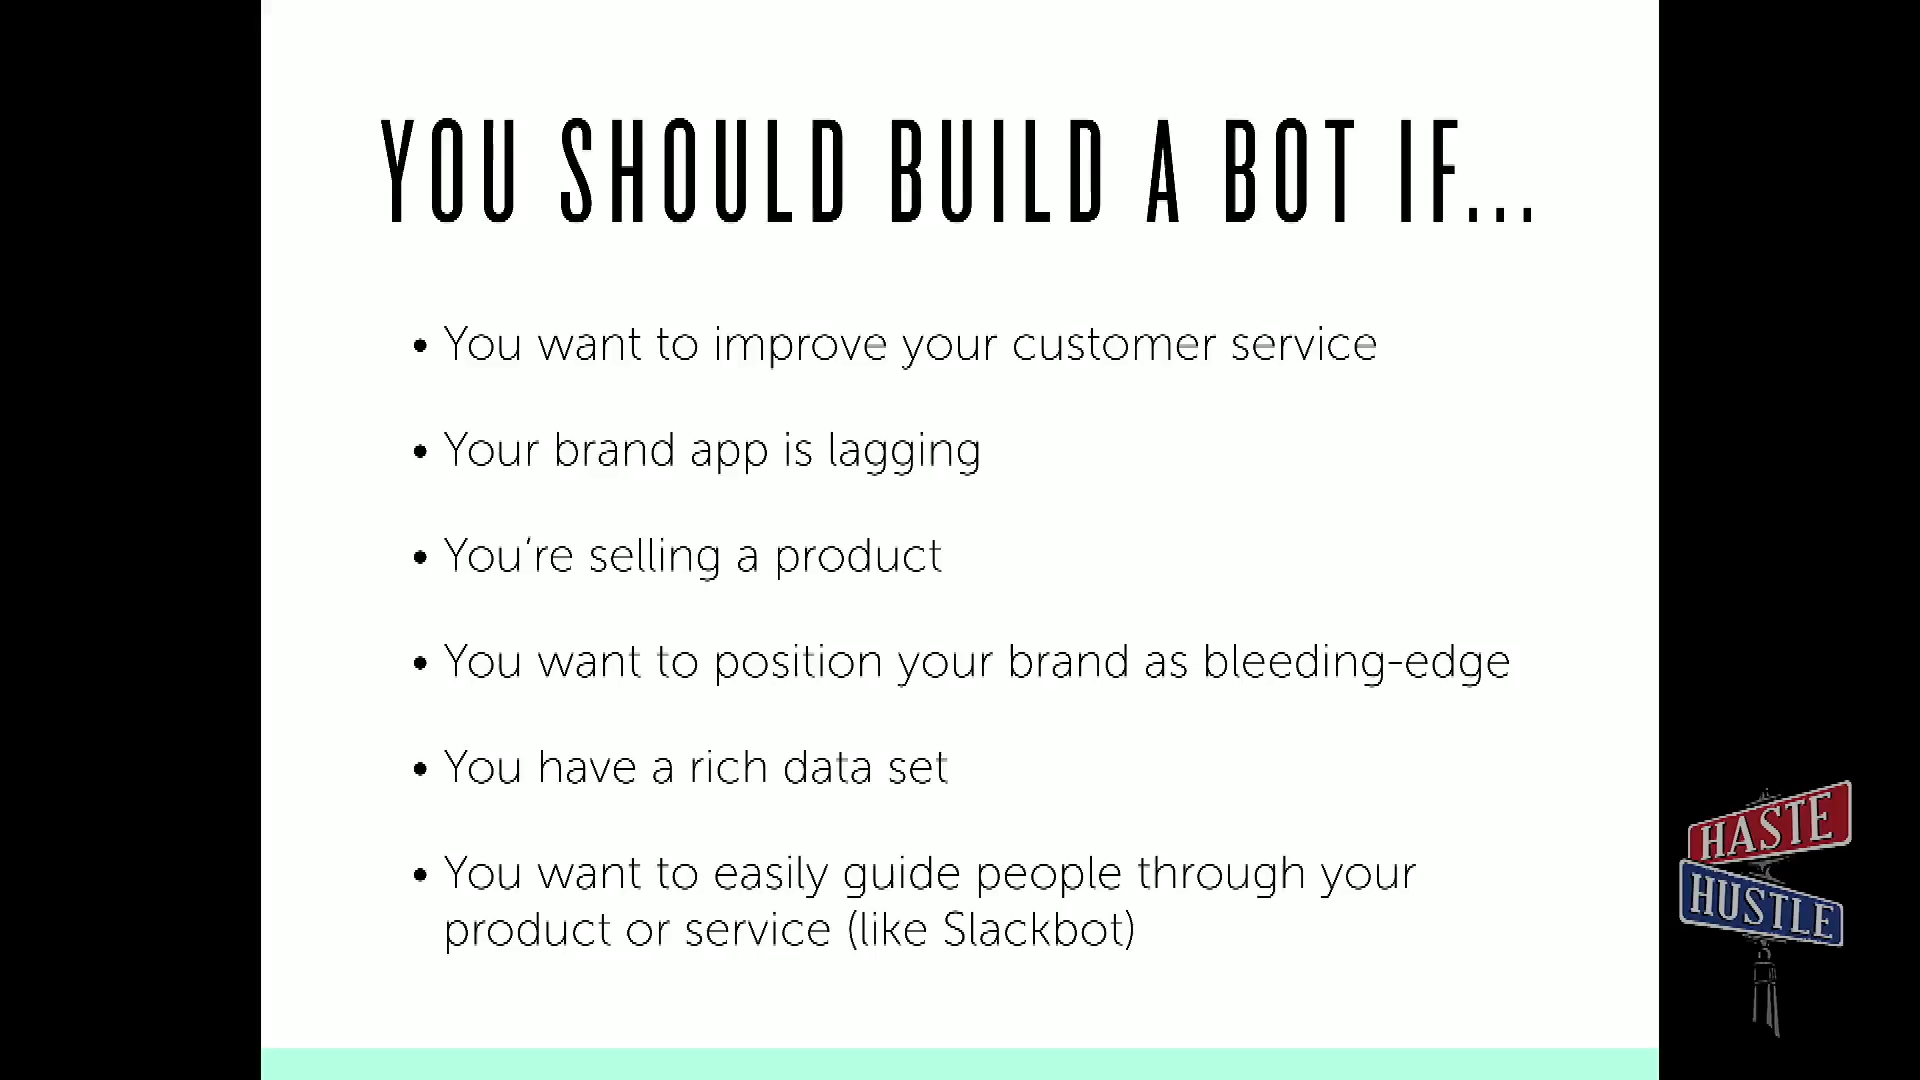 YOU SHOULD BUILD A BOT IF...
• You want to improve your customer service
• Your brand app is lagging
• You’re selling a product
• You want to position your brand as bleeding-edge
• You have a rich data set
• You want to easily guide people through your
product or service (like Slackbot)
HASTE
HUSTLE